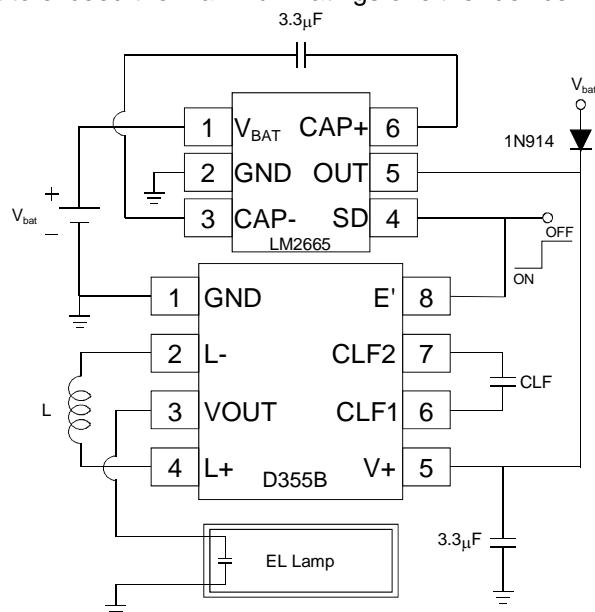 3.3µF
V_bat
1N914
1 V_BAT CAP+ 6
2 GND OUT 5
3 CAP- SD 4
LM2665
+
V_bat
–
OFF
ON
1 GND E' 8
2 L- CLF2 7
3 VOUT CLF1 6
4 L+ V+ 5
D355B
L
CLF
3.3µF
EL Lamp